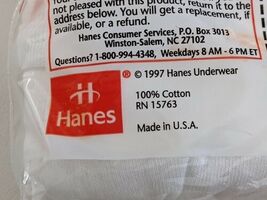 not pleased with this product, return it to the
address below. You will get a replacement, if
available, or a refund.
Hanes Consumer Services, P.O. Box 3013
Winston-Salem, NC 27102
Questions? 1-800-994-4348, Weekdays 8 AM - 6 PM ET
© 1997 Hanes Underwear
100% Cotton
RN 15763
Made in U.S.A.
H
Hanes